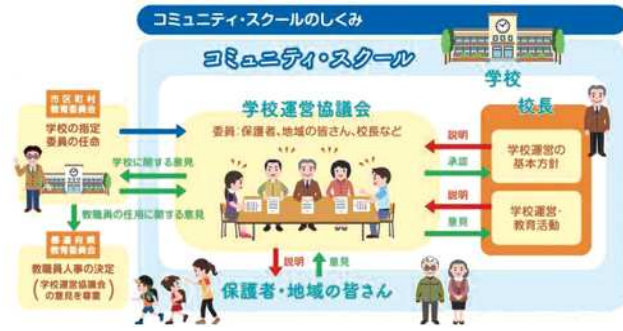 コミュニティ・スクールのしくみ
コミュニティ・スクール
学校
市区町村
教育委員会
学校の指定
委員の任命
学校に関する意見
教職員の任用に関する意見
都道府県
教育委員会
教職員人事の決定
(学校運営協議会
の意見を尊重)
学校運営協議会
委員:保護者、地域の皆さん、校長など
説明
承認
説明
意見
校長
学校運営の
基本方針
学校運営・
教育活動
説明
意見
保護者・地域の皆さん